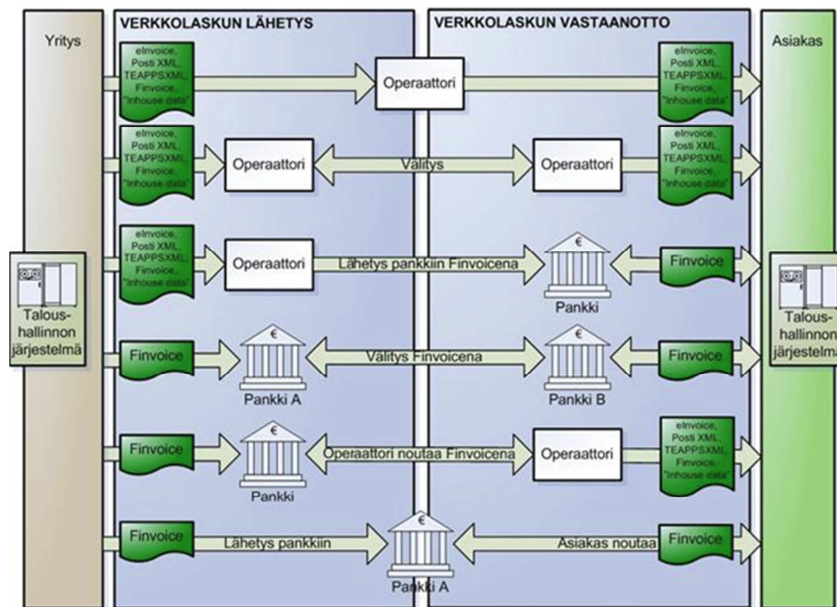 Yritys
VERKKOLASKUN LÄHETYS
VERKKOLASKUN VASTAANOTTO
Asiakas
eInvoice,
Posti XML,
TEAPPSXML,
Finvoice,
"Inhouse data"
Operaattori
eInvoice,
Posti XML,
TEAPPSXML,
Finvoice,
"Inhouse data"
eInvoice,
Posti XML,
TEAPPSXML,
Finvoice,
"Inhouse data"
Operaattori
Välitys
Operaattori
eInvoice,
Posti XML,
TEAPPSXML,
Finvoice,
"Inhouse data"
eInvoice,
Posti XML,
TEAPPSXML,
Finvoice,
"Inhouse data"
Operaattori
Lähetys pankkiin Finvoicena
€
Pankki
Finvoice
Talous-
hallinnon
järjestelmä
Talous-
hallinnon
järjestelmä
Finvoice
€
Pankki A
Välitys Finvoicena
€
Pankki B
Finvoice
Finvoice
€
Pankki
Operaattori noutaa Finvoicena
Operaattori
eInvoice,
Posti XML,
TEAPPSXML,
Finvoice,
"Inhouse data"
Finvoice
Lähetys pankkiin
€
Pankki A
Asiakas noutaa
Finvoice